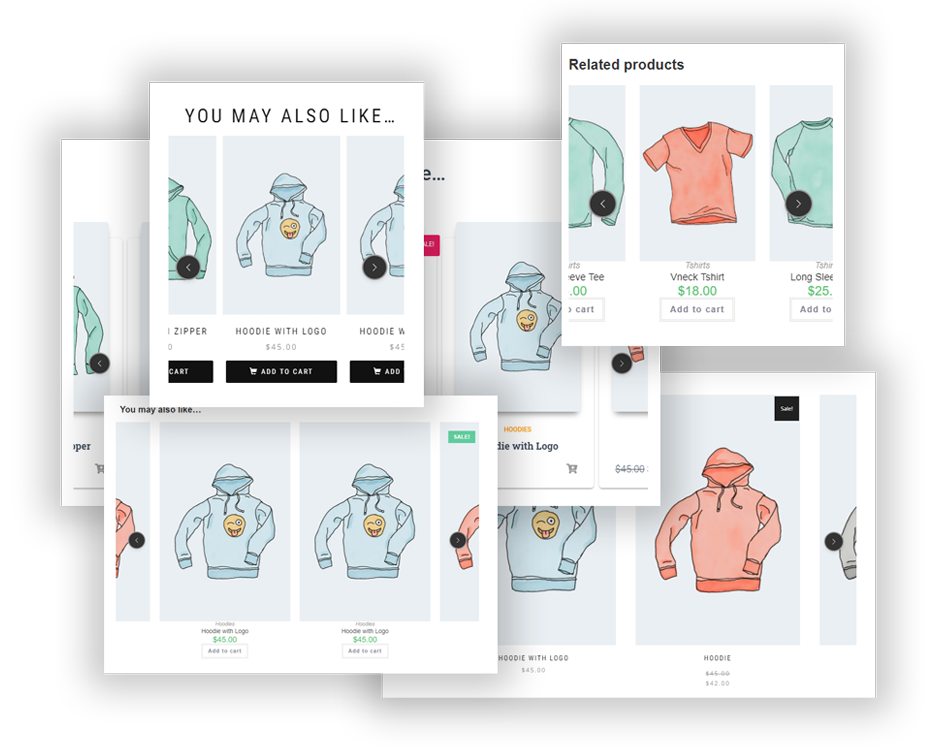 Related products
eeve Tee
.00
cart
Tshirts
Vneck Tshirt
$18.00
Add to cart
Long Slee
$25.
Add to
YOU MAY ALSO LIKE…
ZIPPER
0
CART
HOODIE WITH LOGO
$45.00
ADD TO CART
HOODIE W
$45
ADD
e...
ALE!
pper
HOODIES
die with Logo
$45.00
You may also like…
SALE!
Hoodies
Hoodie with Logo
$45.00
Add to cart
Hoodies
Hoodie with Logo
$45.00
Add to cart
Sale!
HOODIE WITH LOGO
$45.00
HOODIE
$45.00
$42.00